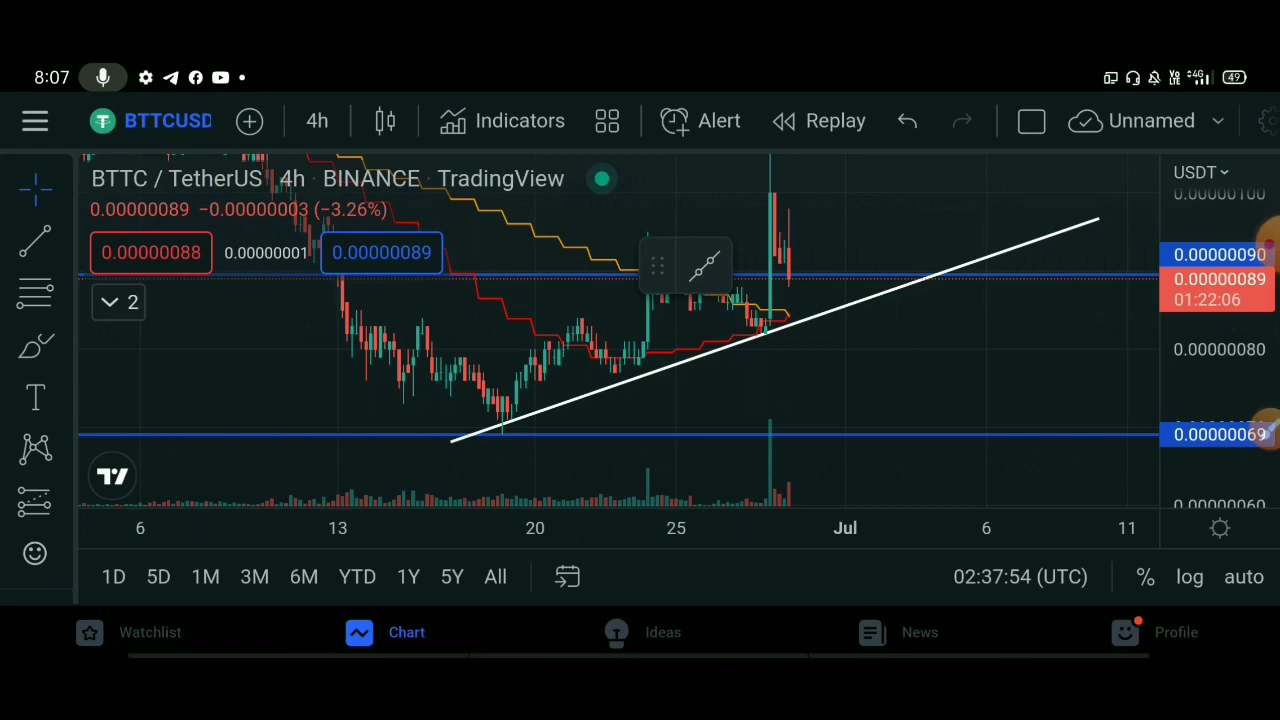 8:07 Vo LTE 4G 49
BTTCUSD 4h Indicators Alert Replay Unnamed
BTTC / TetherUS 4h · BINANCE · TradingView USDT
0.00000100
0.00000089 −0.00000003 (−3.26%)
0.00000088 0.00000001 0.00000089 0.00000090
0.00000089
01:22:06
2
0.00000080
T
0.00000069
0.00000060
6 13 20 25 Jul 6 11
1D 5D 1M 3M 6M YTD 1Y 5Y All 02:37:54 (UTC) % log auto
Watchlist Chart Ideas News Profile